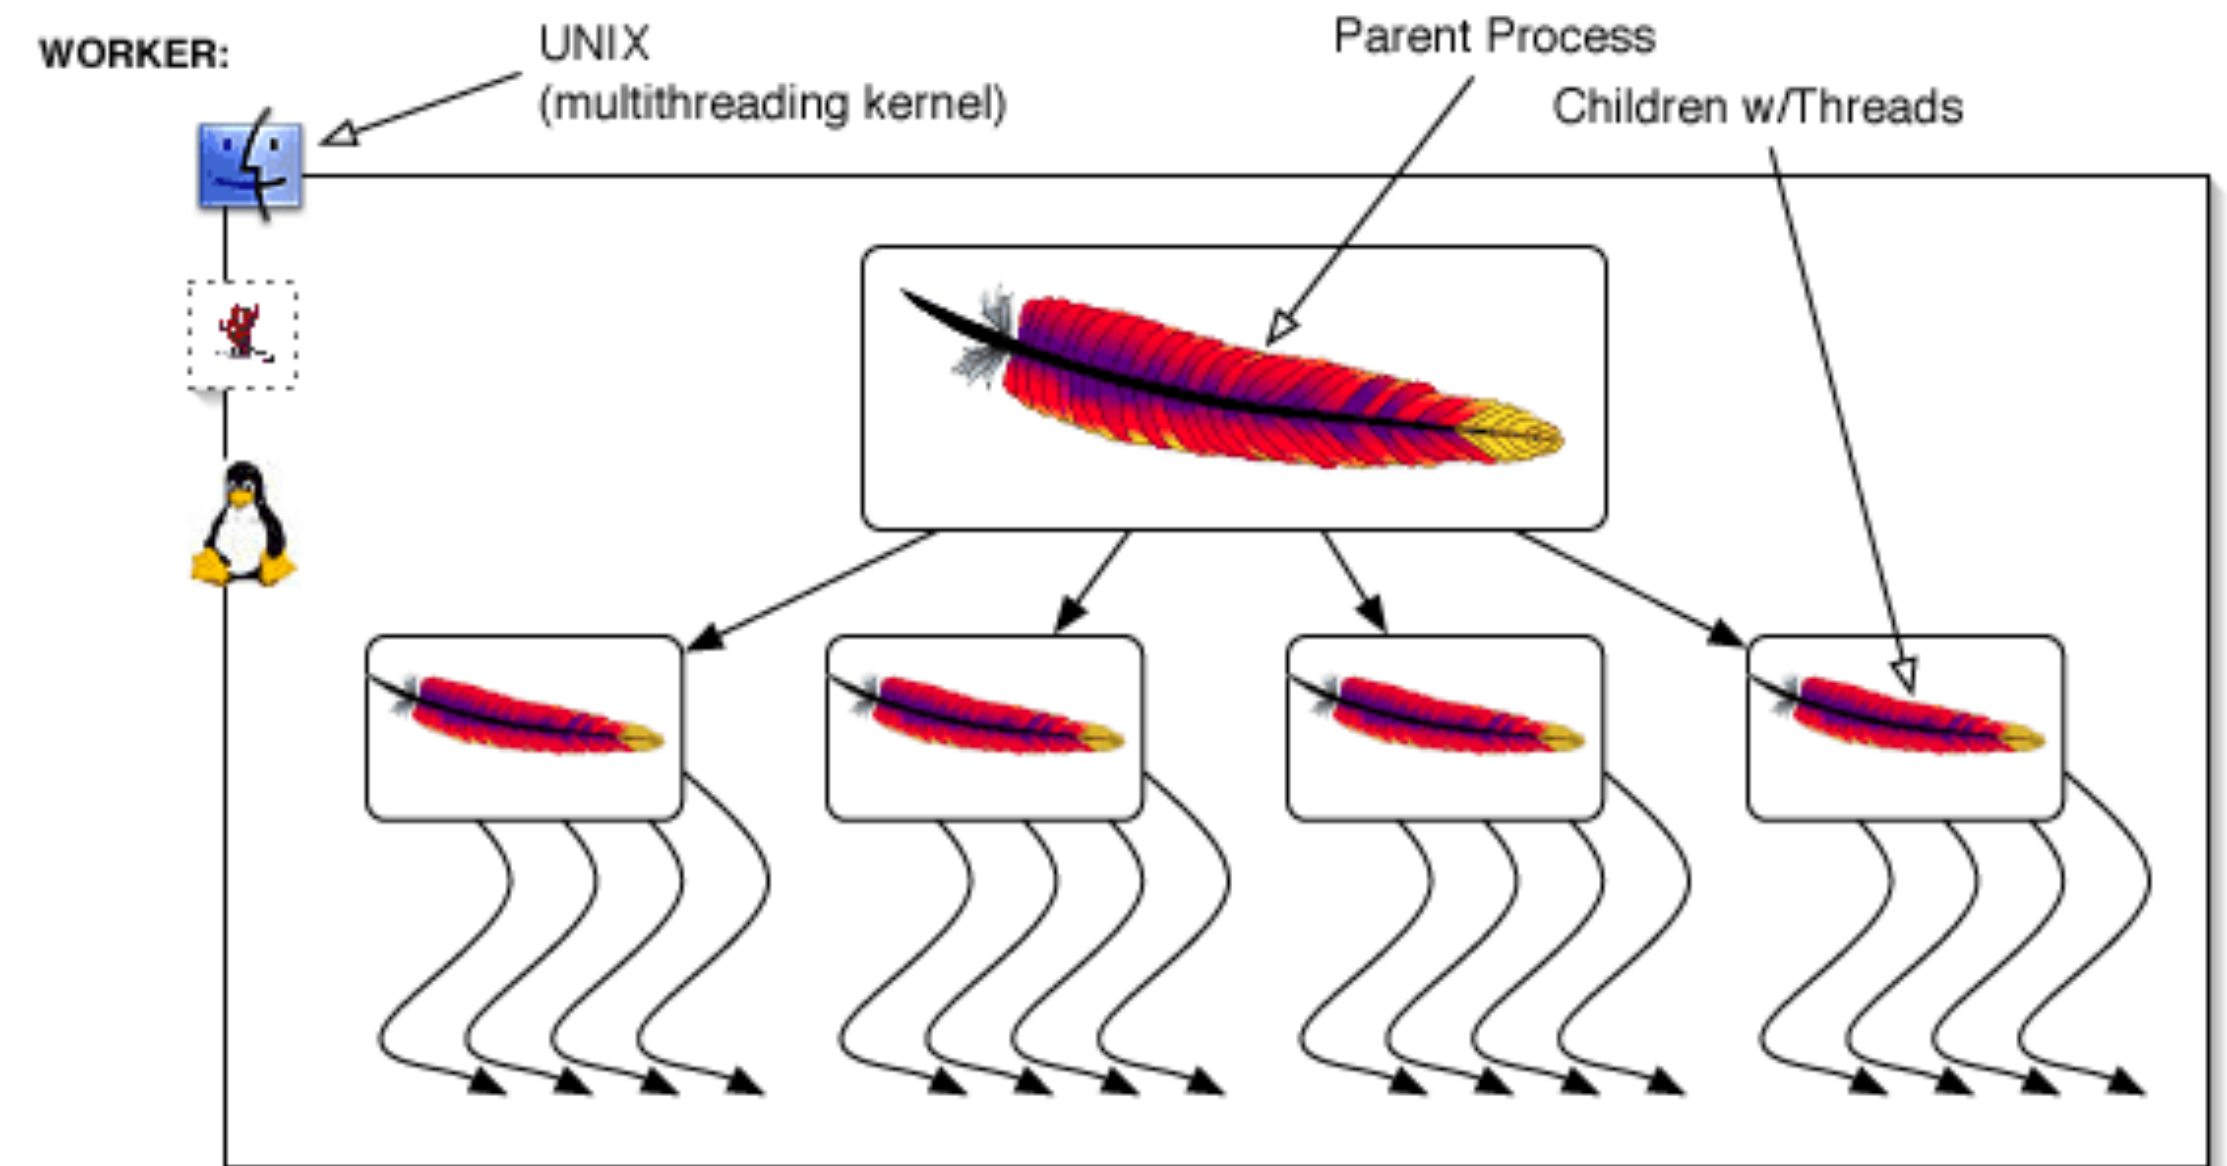 WORKER:
UNIX
(multithreading kernel)
Parent Process
Children w/Threads